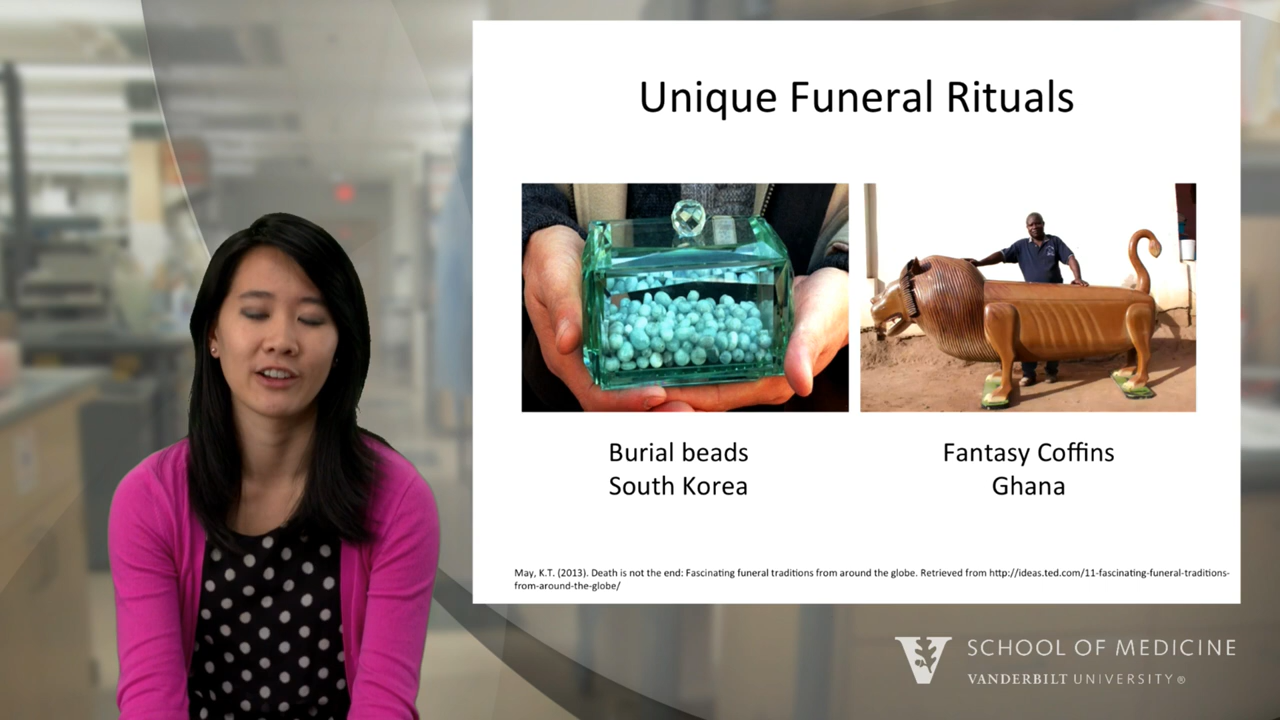 Unique Funeral Rituals
Burial beads
South Korea
Fantasy Coffins
Ghana
May, K.T. (2013). Death is not the end: Fascinating funeral traditions from around the globe. Retrieved from http://ideas.ted.com/11-fascinating-funeral-traditions-
from-around-the-globe/
V SCHOOL OF MEDICINE
VANDERBILT UNIVERSITY®